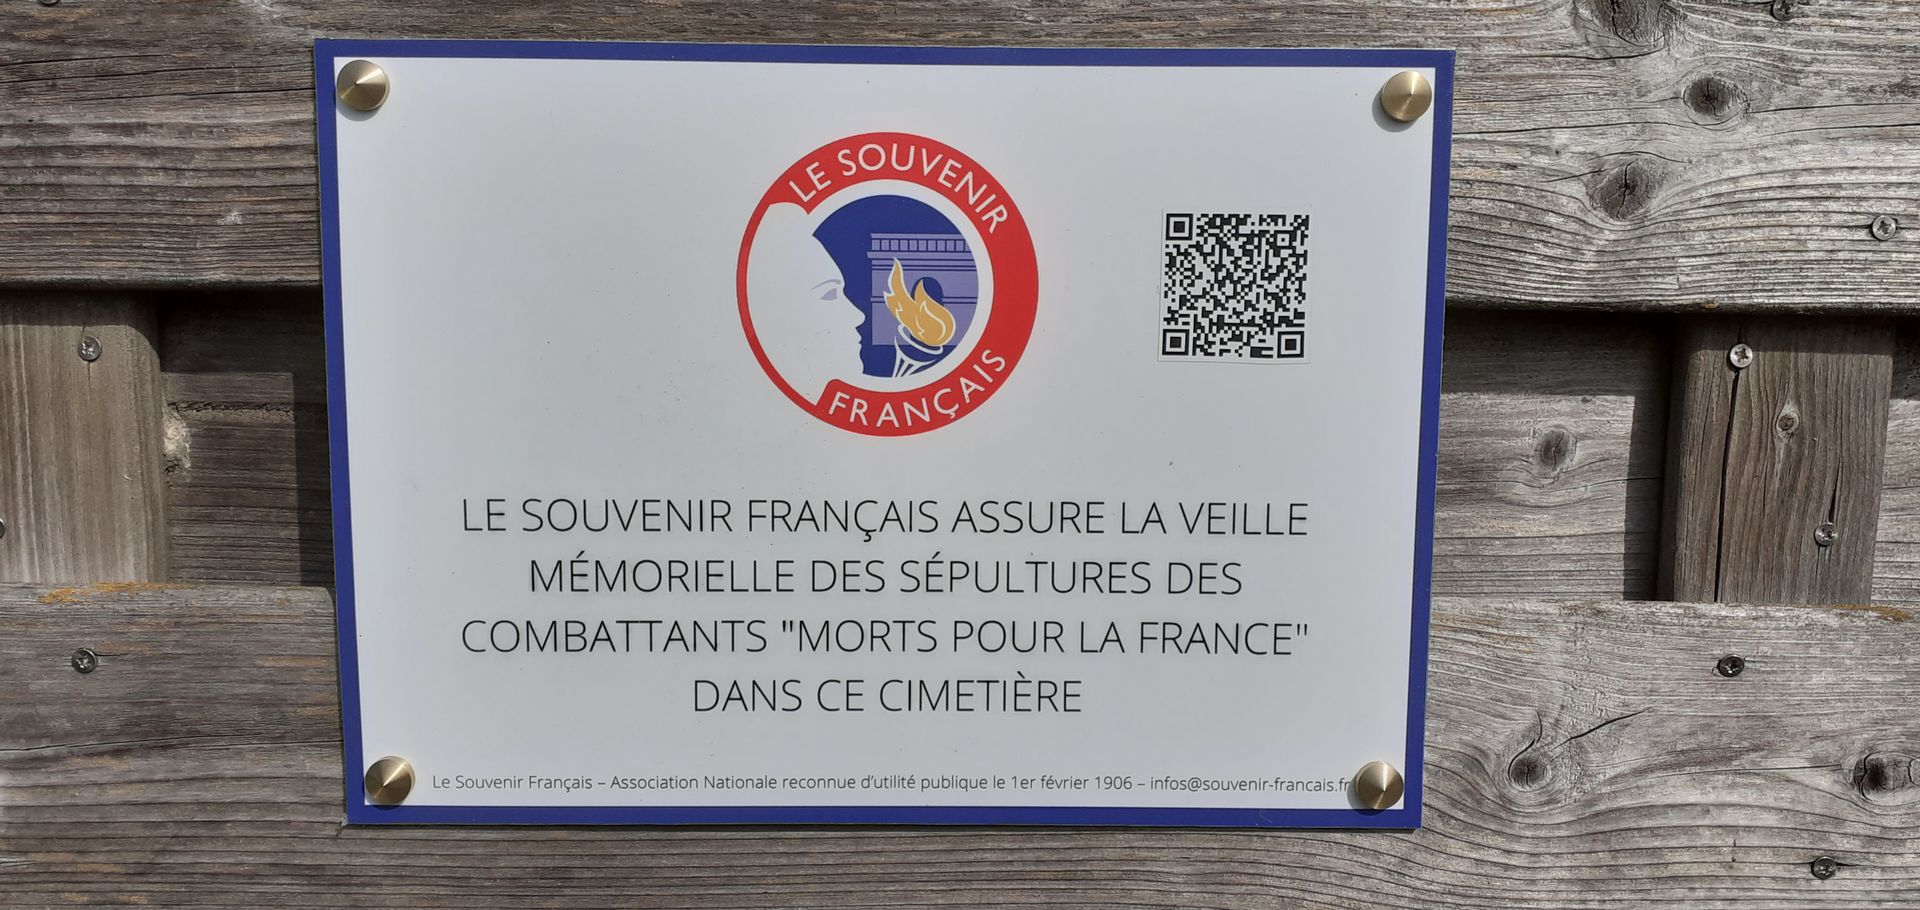 LE SOUVENIR
FRANÇAIS
LE SOUVENIR FRANÇAIS ASSURE LA VEILLE
MÉMORIELLE DES SÉPULTURES DES
COMBATTANTS "MORTS POUR LA FRANCE"
DANS CE CIMETIÈRE
Le Souvenir Français – Association Nationale reconnue d’utilité publique le 1er février 1906 – infos@souvenir-francais.fr